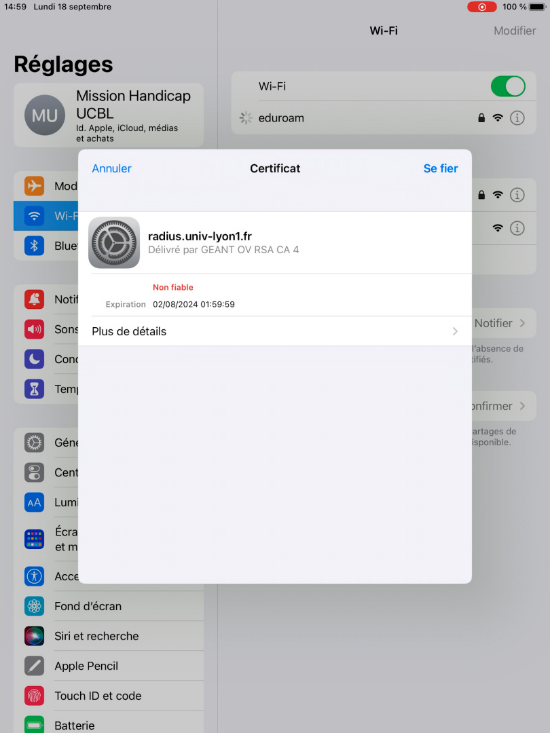 14:59 Lundi 18 septembre
100 %
Réglages
MU
Mission Handicap
UCBL
Id. Apple, iCloud, médias
et achats
Wi-Fi
Modifier
Wi-Fi
eduroam
Annuler
Certificat
Se fier
radius.univ-lyon1.fr
Délivré par GEANT OV RSA CA 4
Non fiable
Expiration 02/08/2024 01:59:59
Plus de détails
Mod
Wi-F
Blue
Notif
Sons
Conc
Temp
Géné
Cent
AA
Lumi
Écra
et m
Acce
Fond d’écran
Siri et recherche
Apple Pencil
Touch ID et code
Batterie
Notifier
l’absence de
tifiés.
onfirmer
artages de
isponible.